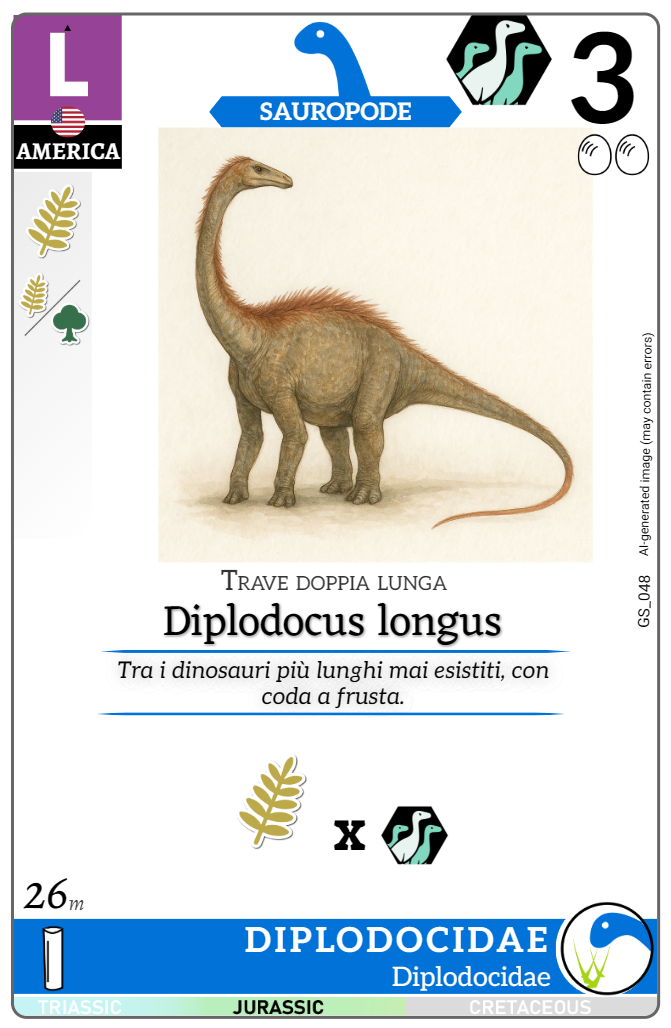 L
AMERICA
SAUROPODE
3
AI-generated image (may contain errors)
GS_048
Trave doppia lunga
Diplodocus longus
Tra i dinosauri più lunghi mai esistiti, con
coda a frusta.
x
26m
DIPLODOCIDAE
Diplodocidae
TRIASSIC JURASSIC CRETACEOUS